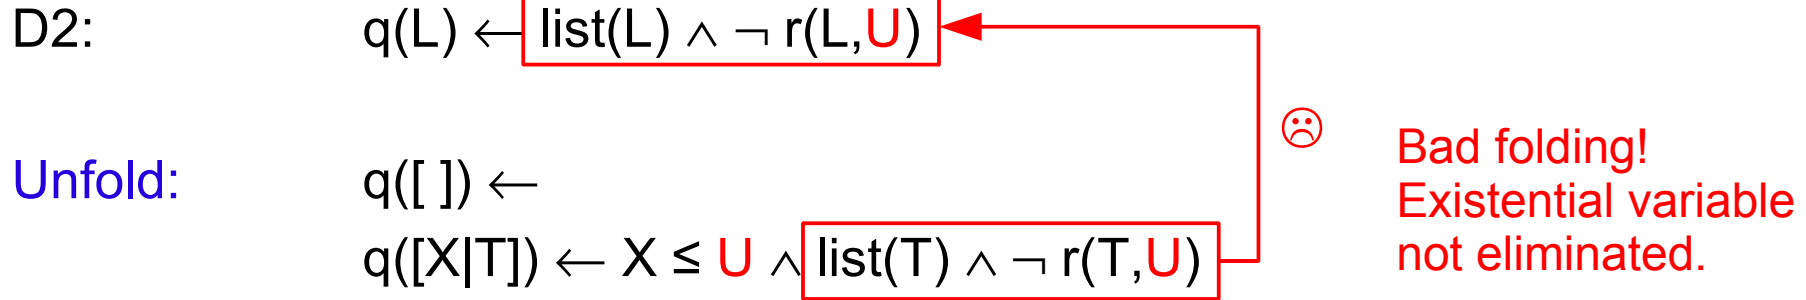 D2: q(L) ← list(L) ∧ ¬ r(L,U)
☹
Bad folding!
Existential variable
not eliminated.
Unfold: q([ ]) ←
q([X|T]) ← X ≤ U ∧ list(T) ∧ ¬ r(T,U)